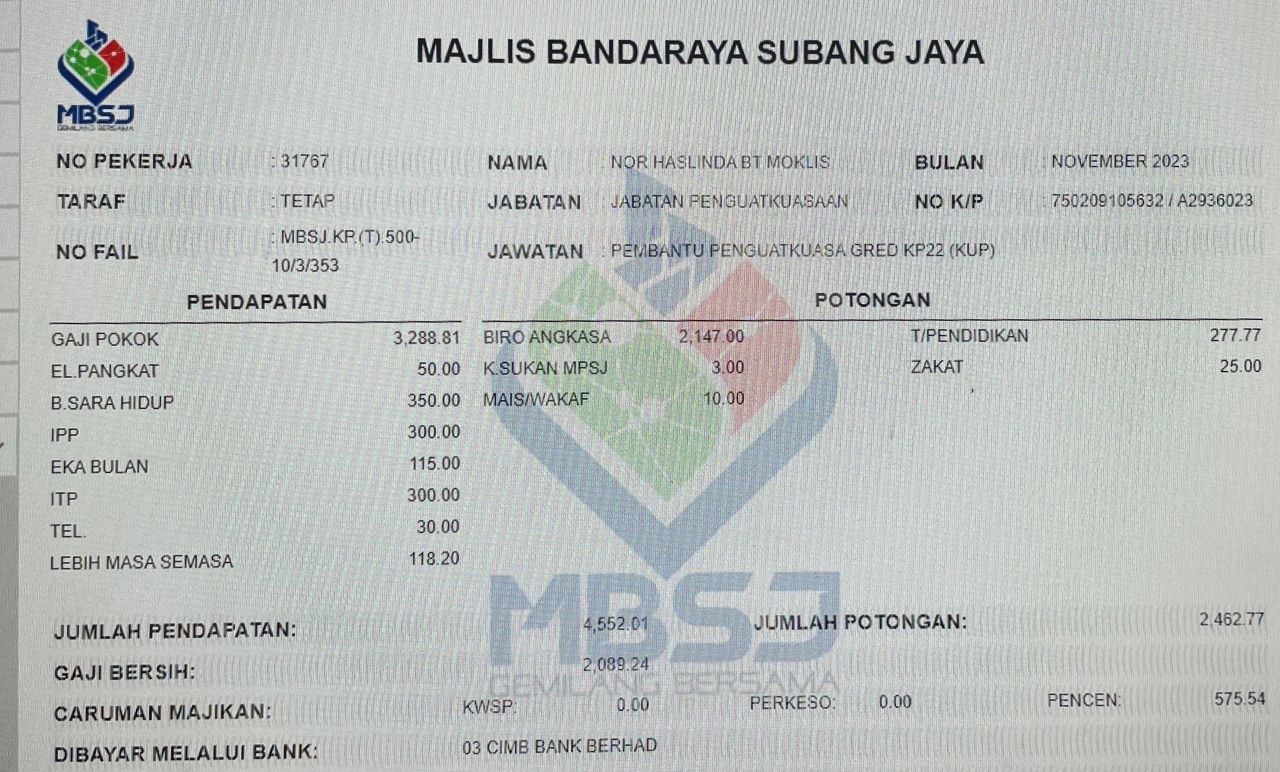 MBSJ
GEMILANG BERSAMA
MAJLIS BANDARAYA SUBANG JAYA
NO PEKERJA : 31767 NAMA : NOR HASLINDA BT MOKLIS BULAN : NOVEMBER 2023
TARAF : TETAP JABATAN : JABATAN PENGUATKUASAAN NO K/P : 750209105632 / A2936023
NO FAIL : MBSJ.KP.(T).500-10/3/353 JAWATAN : PEMBANTU PENGUATKUASA GRED KP22 (KUP)
PENDAPATAN POTONGAN
GAJI POKOK 3,288.81 BIRO ANGKASA 2,147.00 T/PENDIDIKAN 277.77
EL.PANGKAT 50.00 K.SUKAN MPSJ 3.00 ZAKAT 25.00
B.SARA HIDUP 350.00 MAIS/WAKAF 10.00
IPP 300.00
EKA BULAN 115.00
ITP 300.00
TEL. 30.00
LEBIH MASA SEMASA 118.20
MBSJ
GEMILANG BERSAMA
JUMLAH PENDAPATAN: 4,552.01 JUMLAH POTONGAN: 2,462.77
GAJI BERSIH: 2,089.24
CARUMAN MAJIKAN: KWSP: 0.00 PERKESO: 0.00 PENCEN: 575.54
DIBAYAR MELALUI BANK: 03 CIMB BANK BERHAD